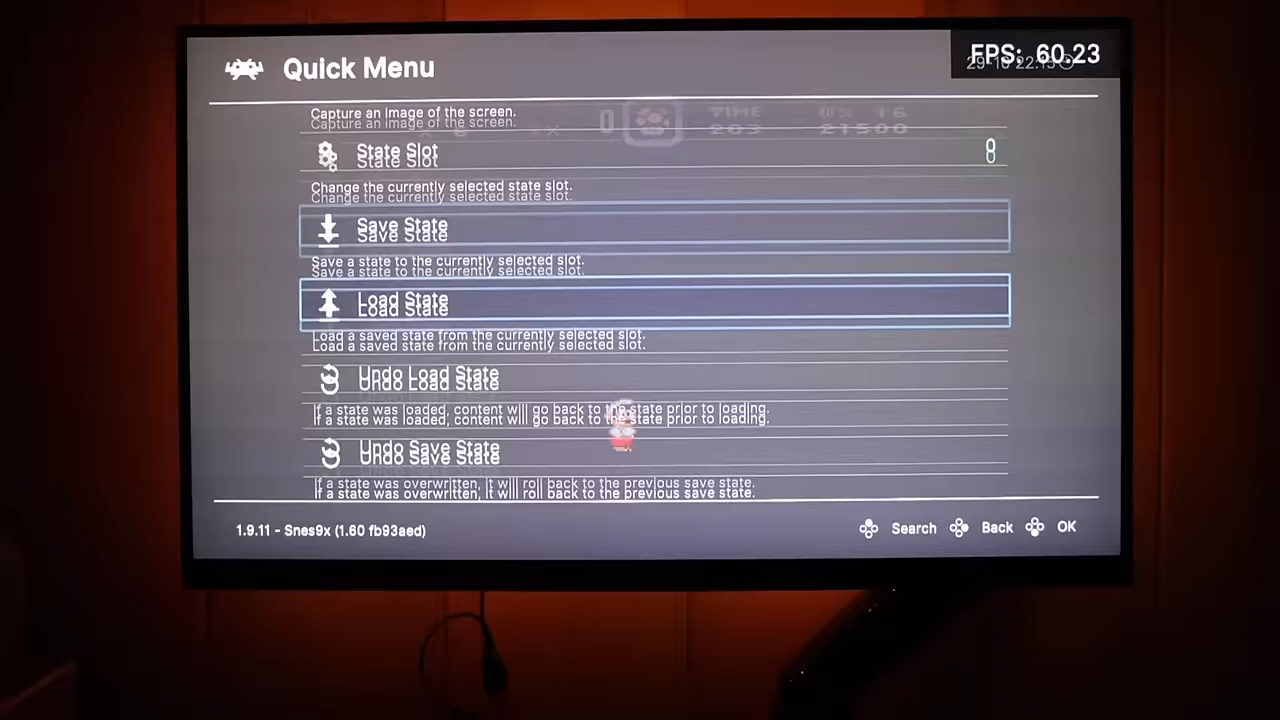 Quick Menu
FPS: 60.23
Capture an image of the screen.
TIME
203
21500
State Slot
Change the currently selected state slot.
Save State
Save a state to the currently selected slot.
Load State
Load a saved state from the currently selected slot.
Undo Load State
If a state was loaded, content will go back to the state prior to loading.
Undo Save State
If a state was overwritten, it will roll back to the previous save state.
1.9.11 - Snes9x (1.60 fb93aed)
Search Back OK